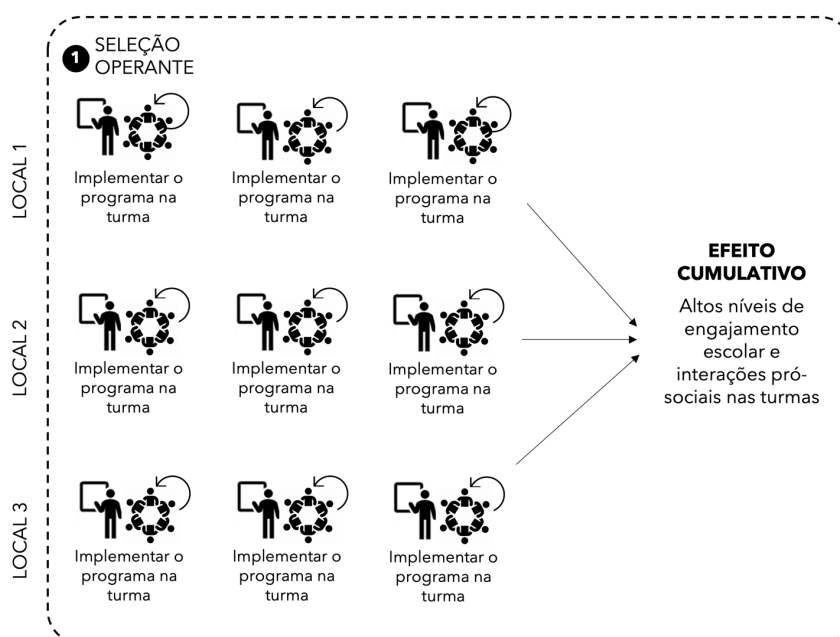 1 SELEÇÃO
OPERANTE
LOCAL 1
Implementar o
programa na
turma
Implementar o
programa na
turma
Implementar o
programa na
turma
LOCAL 2
Implementar o
programa na
turma
Implementar o
programa na
turma
Implementar o
programa na
turma
LOCAL 3
Implementar o
programa na
turma
Implementar o
programa na
turma
Implementar o
programa na
turma
EFEITO
CUMULATIVO
Altos níveis de
engajamento
escolar e
interações pró-
sociais nas turmas